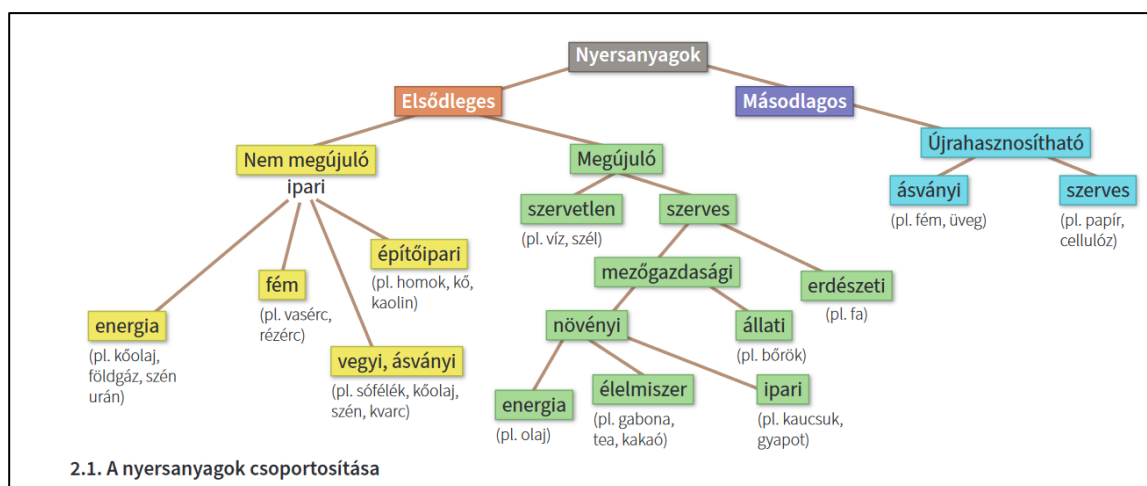 Nyersanyagok
Elsődleges
Másodlagos
Nem megújuló
ipari
Megújuló
Újrahasznosítható
szervetlen
(pl. víz, szél)
szerves
ásványi
(pl. fém, üveg)
szerves
(pl. papír,
cellulóz)
építőipari
(pl. homok, kő,
kaolin)
fém
(pl. vasérc,
rézérc)
energia
(pl. kőolaj,
földgáz, szén
urán)
vegyi, ásványi
(pl. sófélék, kőolaj,
szén, kvarc)
mezőgazdasági
erdészeti
(pl. fa)
növényi
állati
(pl. bőrök)
energia
(pl. olaj)
élelmiszer
(pl. gabona,
tea, kakaó)
ipari
(pl. kaucsuk,
gyapot)
2.1. A nyersanyagok csoportosítása